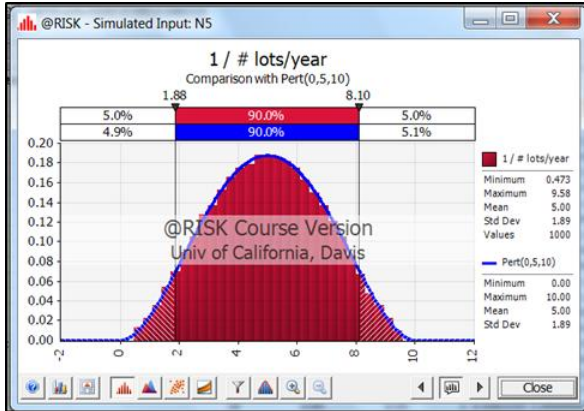 @RISK - Simulated Input: N5
1 / # lots/year
Comparison with Pert(0,5,10)
1.88 8.10
5.0% 90.0% 5.0%
4.9% 90.0% 5.1%
0.20
0.18
0.16
0.14
0.12
0.10
0.08
0.06
0.04
0.02
0.00
-2 0 2 4 6 8 10 12
@RISK Course Version
Univ of California, Davis
1 / # lots/year
Minimum 0.473
Maximum 9.58
Mean 5.00
Std Dev 1.89
Values 1000
Pert(0,5,10)
Minimum 0.00
Maximum 10.00
Mean 5.00
Std Dev 1.89
Close